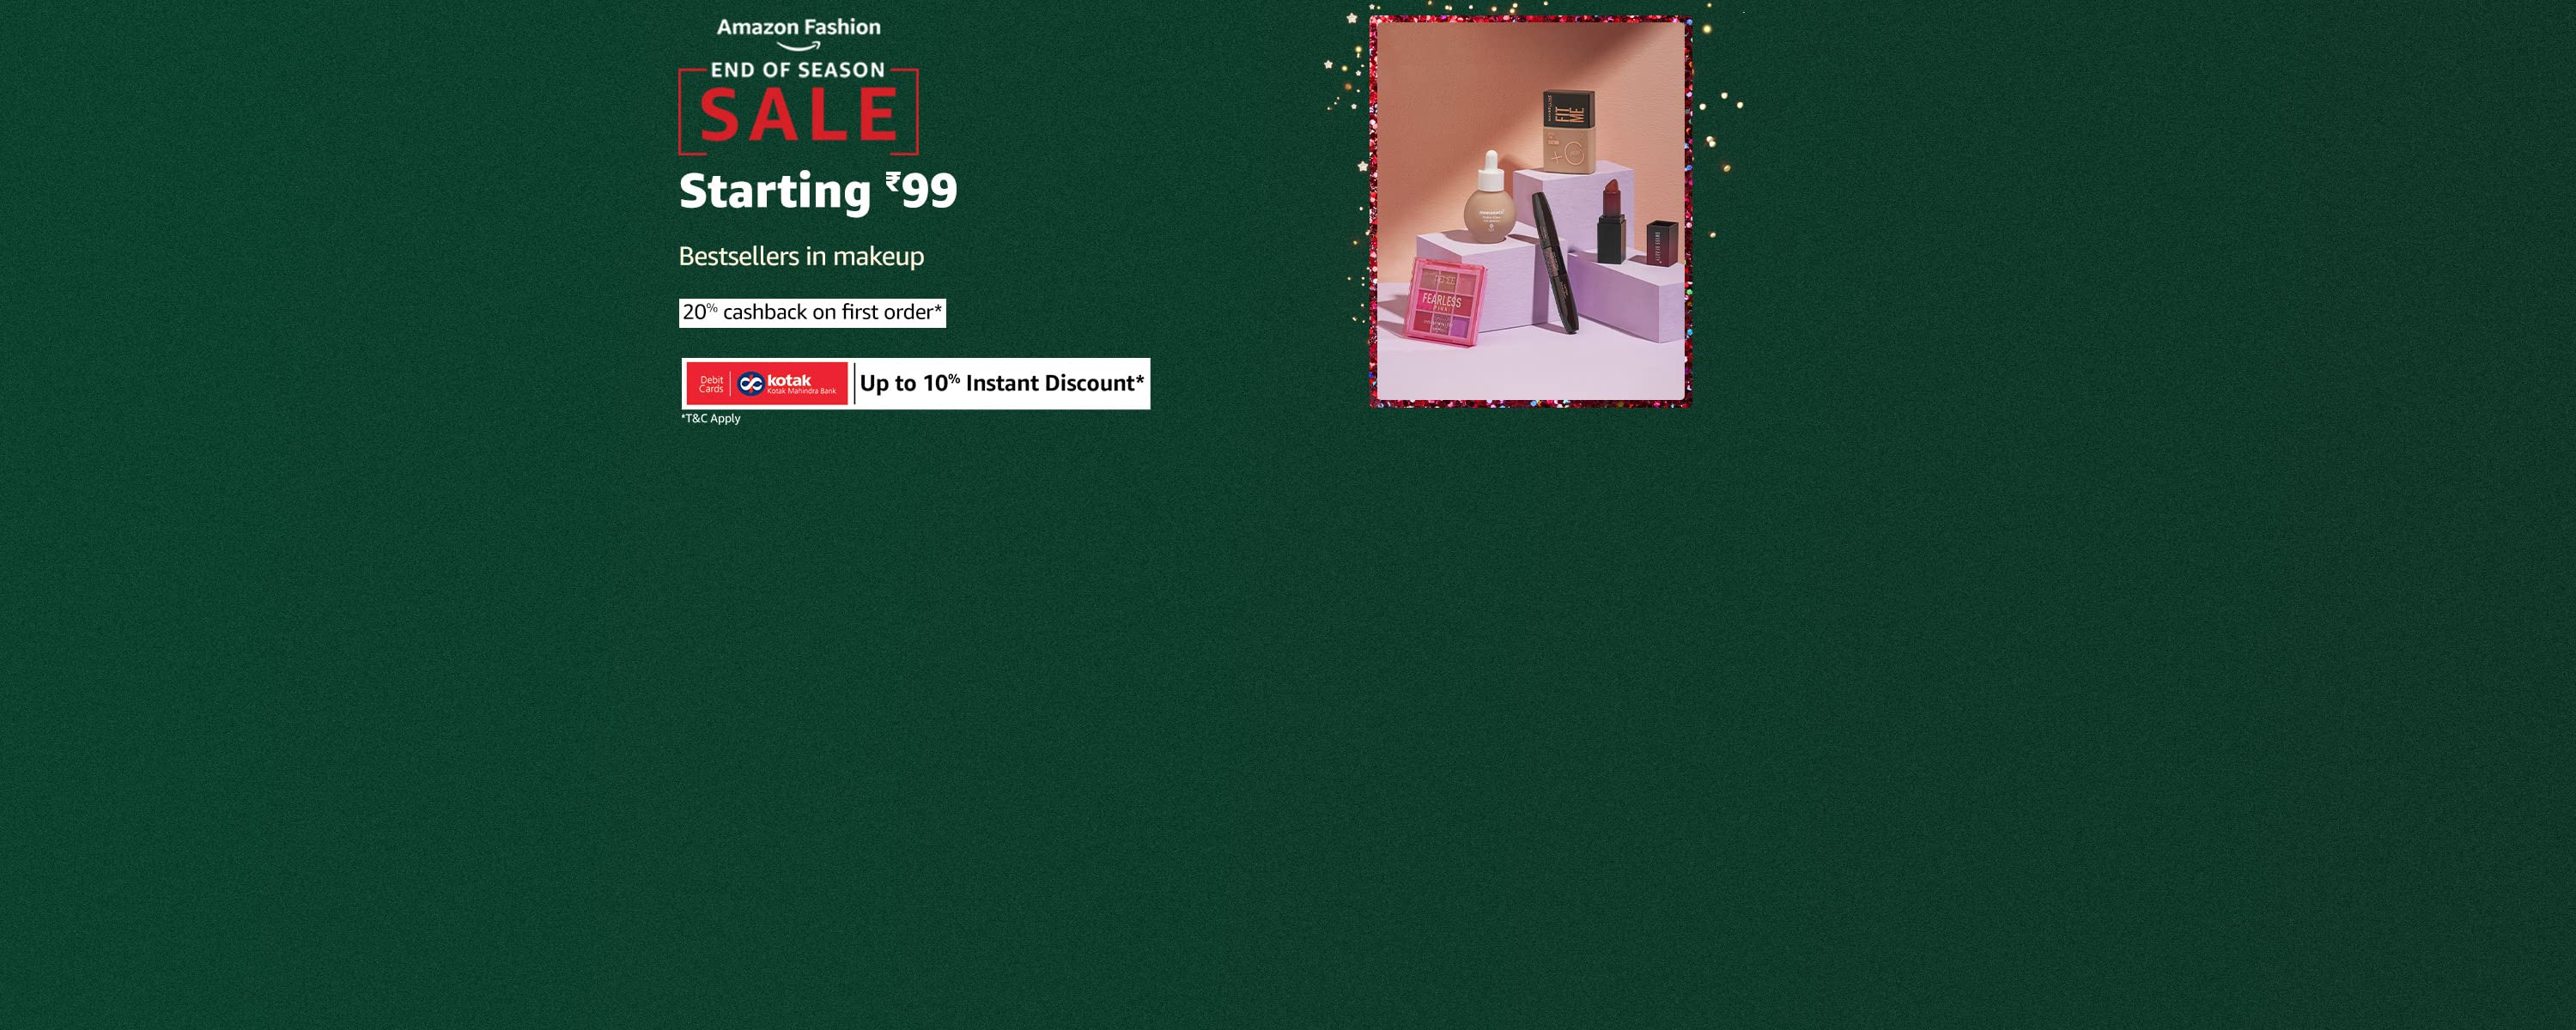 Amazon Fashion
END OF SEASON
SALE
Starting ₹99
Bestsellers in makeup
20% cashback on first order*
Debit Cards
kotak
Kotak Mahindra Bank
Up to 10% Instant Discount*
*T&C Apply
FIT
ME
+C
FEARLESS
PINK